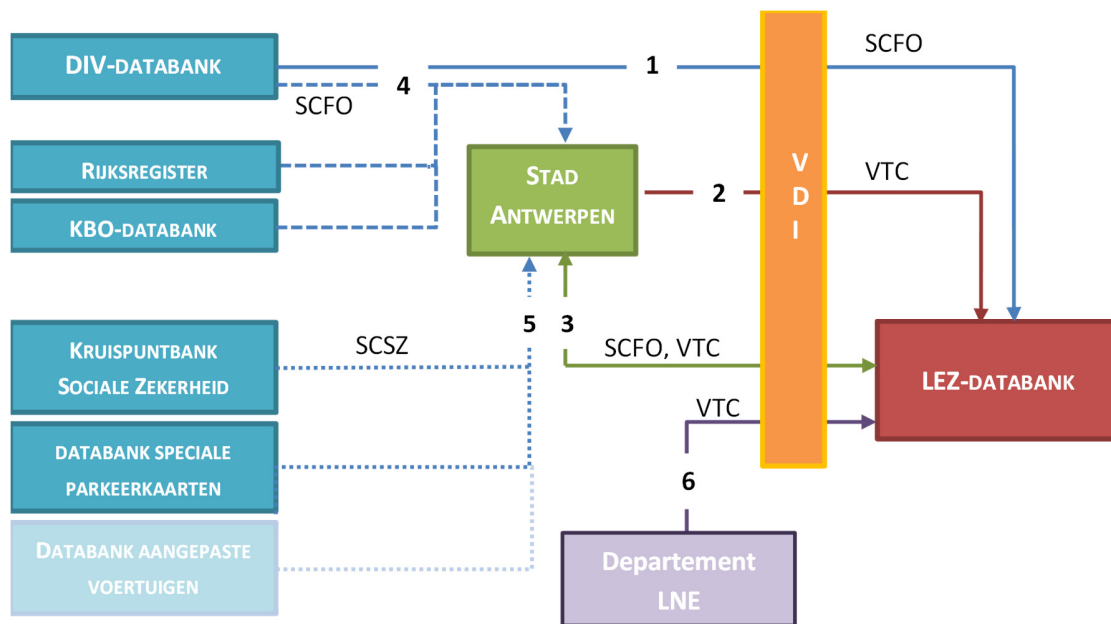 DIV-DATABANK
1
SCFO
4
SCFO
RIJKSREGISTER
KBO-DATABANK
STAD
ANTWERPEN
2
V
D
I
VTC
5
3
KRUISPUNTBANK
SOCIALE ZEKERHEID
SCSZ
SCFO, VTC
LEZ-DATABANK
VTC
DATABANK SPECIALE
PARKEERKAARTEN
6
DATABANK AANGEPASTE
VOERTUIGEN
Departement
LNE